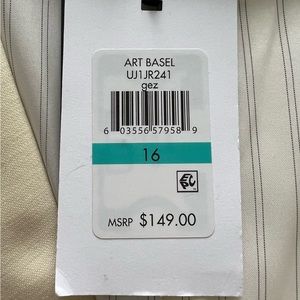 ART BASEL
UJ1JR241
gez
6 03556 57958 9
16
MSRP $149.00